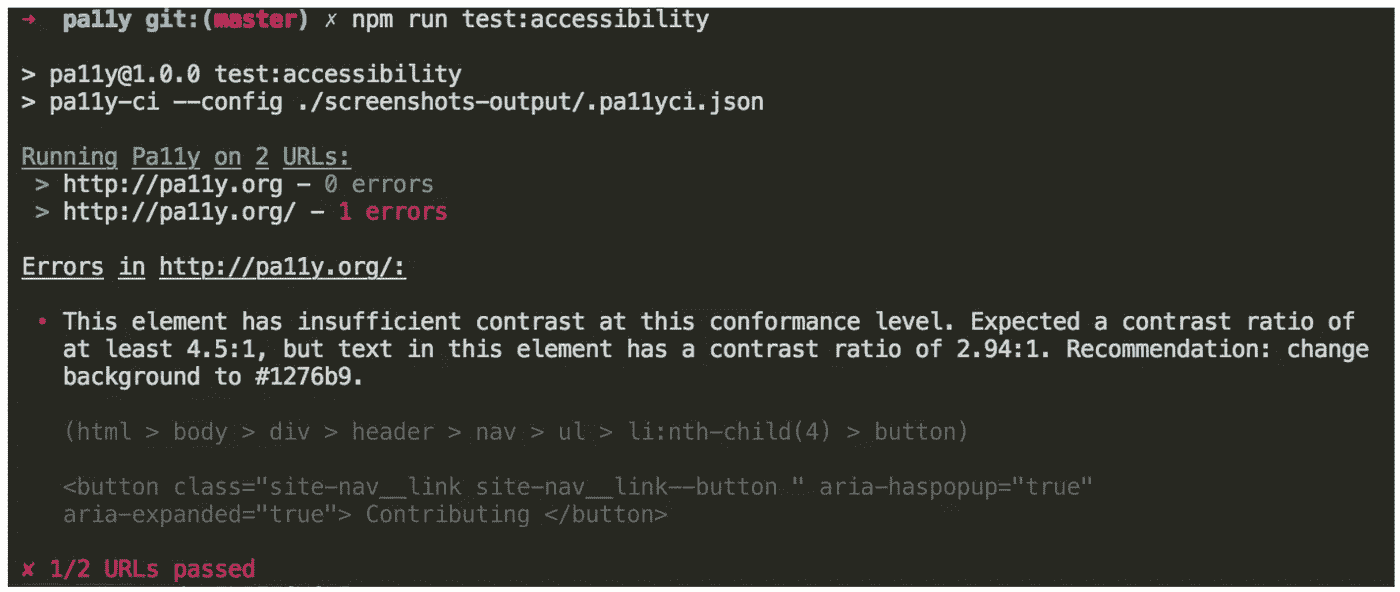 → pa11y git:(master) ✗ npm run test:accessibility
> pa11y@1.0.0 test:accessibility
> pa11y-ci --config ./screenshots-output/.pa11yci.json
Running Pa11y on 2 URLs:
> http://pa11y.org – 0 errors
> http://pa11y.org/ – 1 errors
Errors in http://pa11y.org/:
• This element has insufficient contrast at this conformance level. Expected a contrast ratio of
at least 4.5:1, but text in this element has a contrast ratio of 2.94:1. Recommendation: change
background to #1276b9.
(html > body > div > header > nav > ul > li:nth-child(4) > button)
<button class="site-nav__link site-nav__link--button " aria-haspopup="true"
aria-expanded="true"> Contributing </button>
✘ 1/2 URLs passed